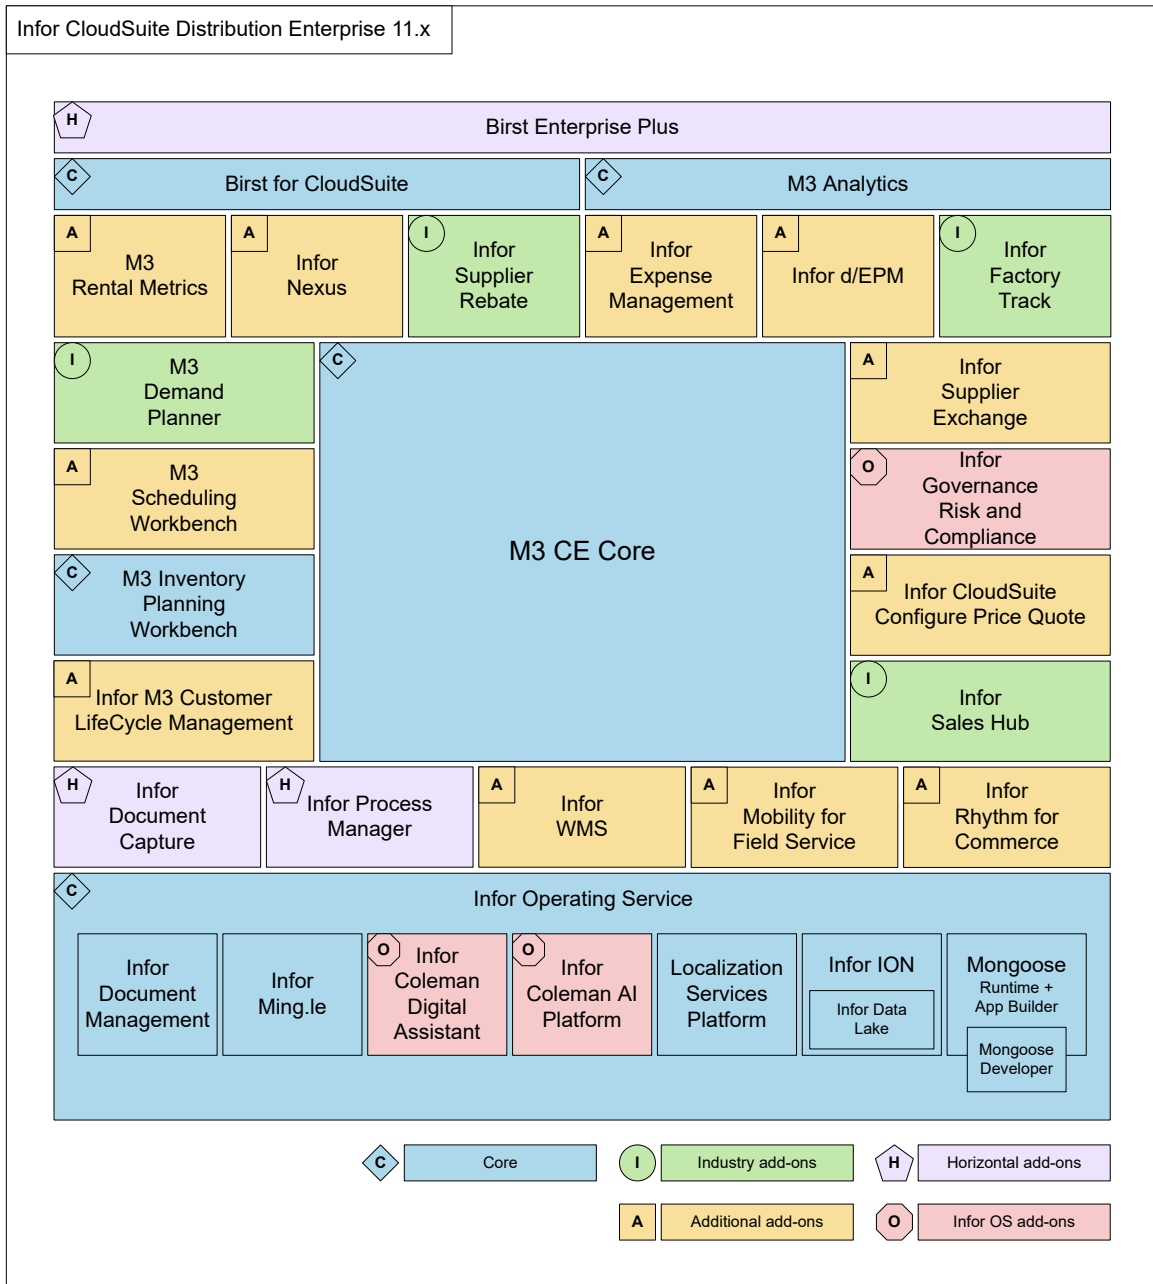 Infor CloudSuite Distribution Enterprise 11.x
H
Birst Enterprise Plus
C
Birst for CloudSuite
C
M3 Analytics
A
M3
Rental Metrics
A
Infor
Nexus
I
Infor
Supplier
Rebate
A
Infor
Expense
Management
A
Infor d/EPM
I
Infor
Factory
Track
I
M3
Demand
Planner
C
M3 CE Core
A
Infor
Supplier
Exchange
A
M3
Scheduling
Workbench
O
Infor
Governance
Risk and
Compliance
C
M3 Inventory
Planning
Workbench
A
Infor CloudSuite
Configure Price Quote
A
Infor M3 Customer
LifeCycle Management
I
Infor
Sales Hub
H
Infor
Document
Capture
H
Infor Process
Manager
A
Infor
WMS
A
Infor
Mobility for
Field Service
A
Infor
Rhythm for
Commerce
C
Infor Operating Service
Infor
Document
Management
Infor
Ming.le
O
Infor
Coleman
Digital
Assistant
O
Infor
Coleman AI
Platform
Localization
Services
Platform
Infor ION
Infor Data
Lake
Mongoose
Runtime +
App Builder
Mongoose
Developer
C
Core
I
Industry add-ons
H
Horizontal add-ons
A
Additional add-ons
O
Infor OS add-ons